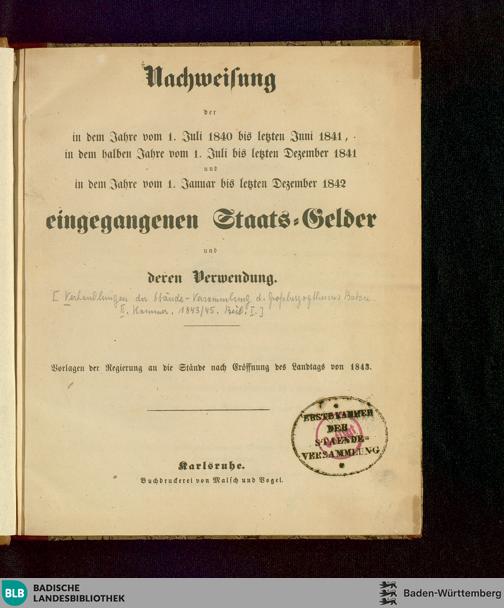 Nachweisung
der
in dem Jahre vom 1. Juli 1840 bis letzten Juni 1841,
in dem halben Jahre vom 1. Juli bis letzten Dezember 1841
und
in dem Jahre vom 1. Januar bis letzten Dezember 1842
eingegangenen Staats-Gelder
und
deren Verwendung.
[ Verhandlungen der Stände-Versammlung d. Großherzogthums Baden
II. Kammer. 1843/45. Beil. I. ]
Vorlagen der Regierung an die Stände nach Eröffnung des Landtags von 1843.
ERSTE KAMMER
DER
STAENDE-
VERSAMMLUNG
Karlsruhe.
Buchdruckerei von Malsch und Vogel.
BLB
BADISCHE
LANDESBIBLIOTHEK
Baden-Württemberg